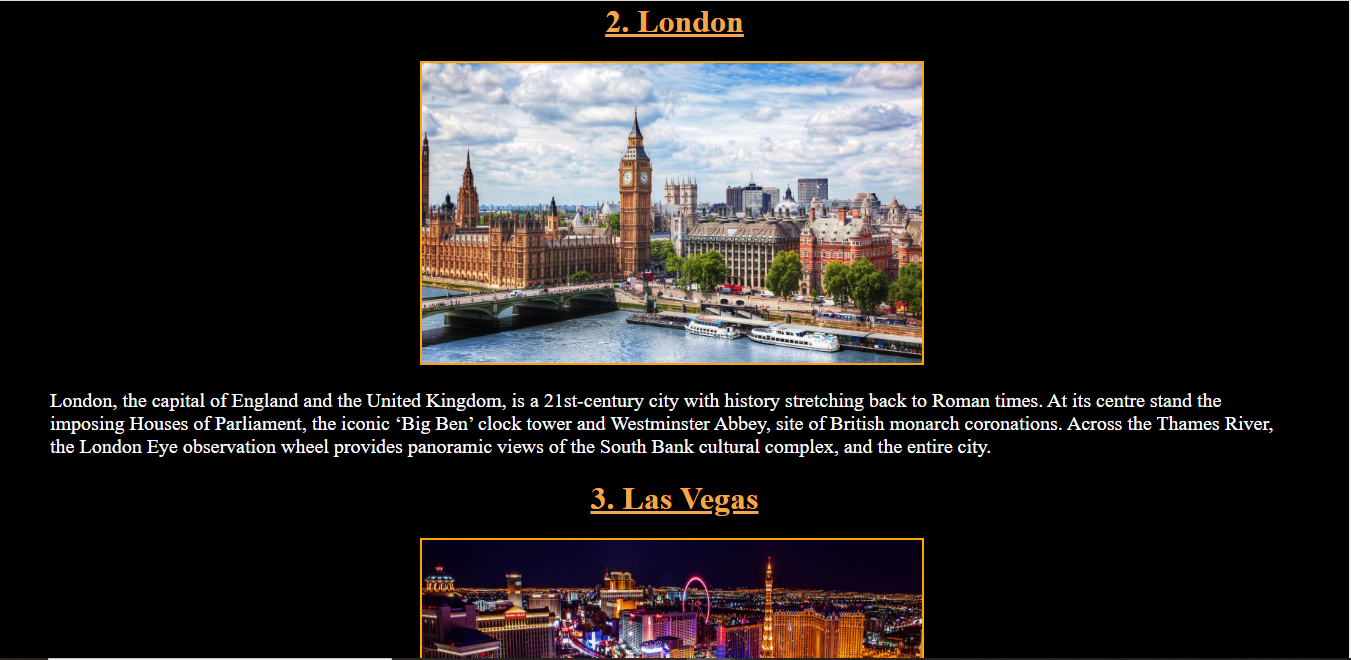 2. London
London, the capital of England and the United Kingdom, is a 21st-century city with history stretching back to Roman times. At its centre stand the
imposing Houses of Parliament, the iconic ‘Big Ben’ clock tower and Westminster Abbey, site of British monarch coronations. Across the Thames River,
the London Eye observation wheel provides panoramic views of the South Bank cultural complex, and the entire city.
3. Las Vegas